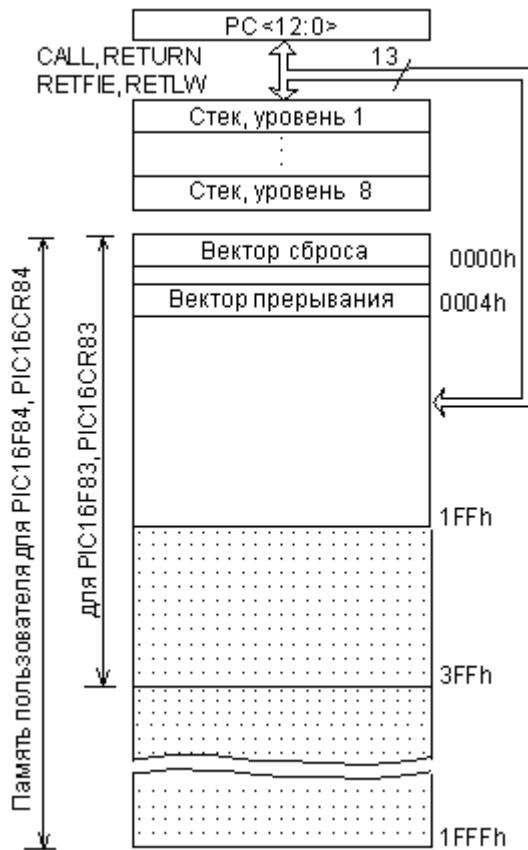 PC<12:0>
CALL, RETURN
RETFIE, RETLW
13
Стек, уровень 1
Стек, уровень 8
Вектор сброса
0000h
Вектор прерывания
0004h
1FFh
3FFh
1FFFh
Память пользователя для PIC16F84, PIC16CR84
для PIC16F83, PIC16CR83